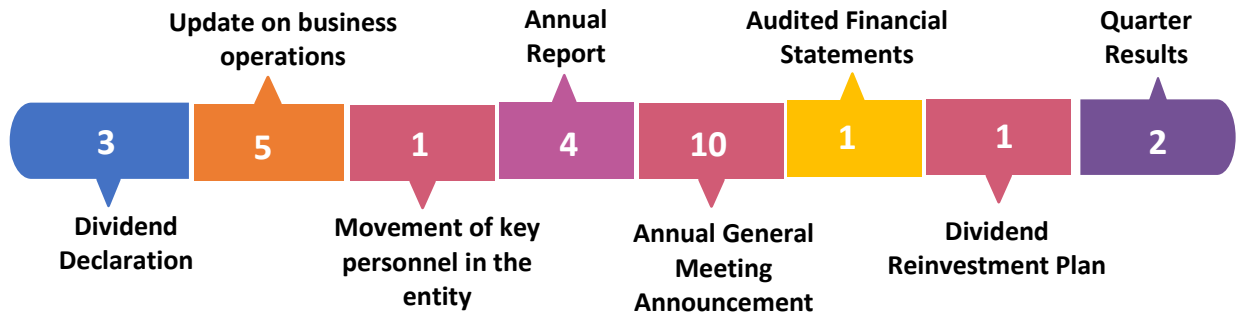 Update on business
operations
Annual
Report
Audited Financial
Statements
Quarter
Results
3
5
1
4
10
1
1
2
Dividend
Declaration
Movement of key
personnel in the
entity
Annual General
Meeting
Announcement
Dividend
Reinvestment Plan